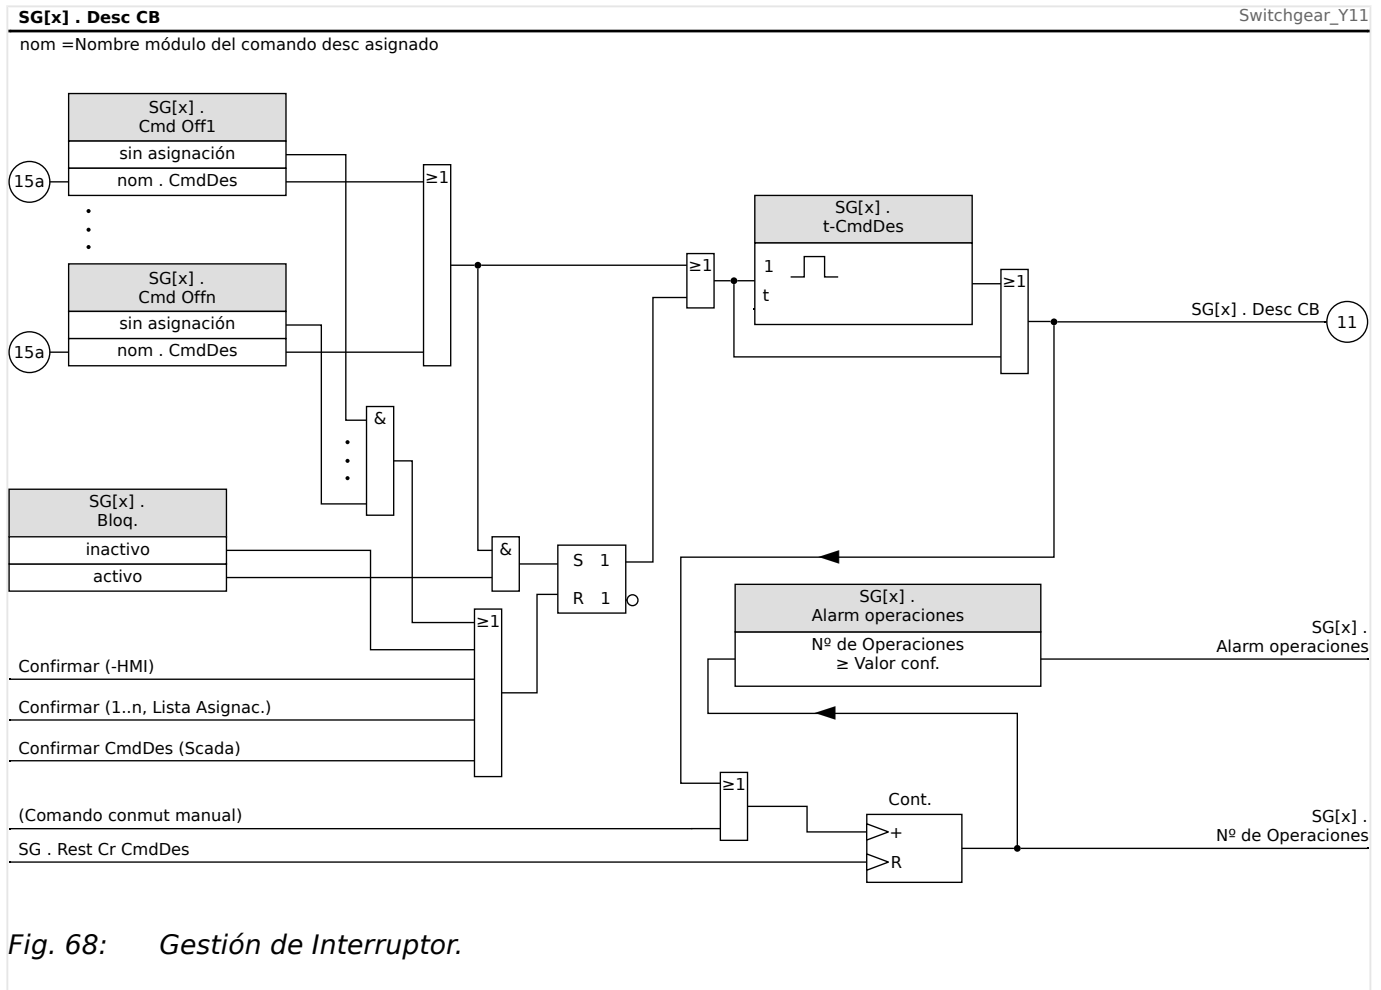 SG[x] . Desc CB
Switchgear_Y11
nom =Nombre módulo del comando desc asignado
SG[x] .
Cmd Off1
sin asignación
15a
nom . CmdDes
≥1
SG[x] .
t-CmdDes
1
t
SG[x] .
Cmd Offn
sin asignación
15a
nom . CmdDes
≥1
≥1
SG[x] . Desc CB
11
&
SG[x] .
Bloq.
inactivo
activo
&
S 1
R 1
≥1
Confirmar (-HMI)
Confirmar (1..n, Lista Asignac.)
Confirmar CmdDes (Scada)
SG[x] .
Alarm operaciones
Nº de Operaciones
≥ Valor conf.
SG[x] .
Alarm operaciones
(Comando conmut manual)
SG . Rest Cr CmdDes
≥1
Cont.
+
R
SG[x] .
Nº de Operaciones
Fig. 68: Gestión de Interruptor.